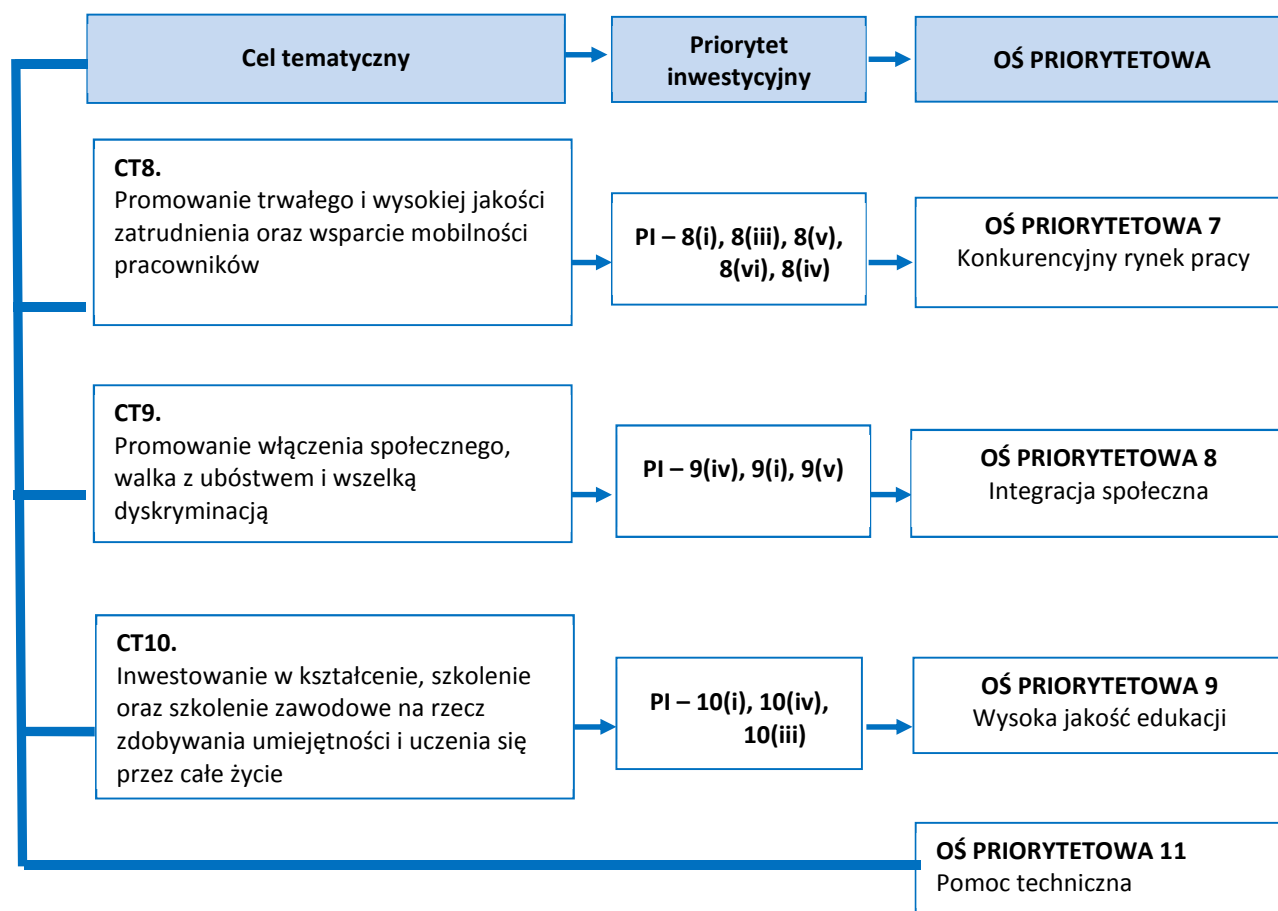 Cel tematyczny
Priorytet
inwestycyjny
OŚ PRIORYTETOWA
CT8.
Promowanie trwałego i wysokiej jakości
zatrudnienia oraz wsparcie mobilności
pracowników
PI – 8(i), 8(iii), 8(v),
8(vi), 8(iv)
OŚ PRIORYTETOWA 7
Konkurencyjny rynek pracy
CT9.
Promowanie włączenia społecznego,
walka z ubóstwem i wszelką
dyskryminacją
PI – 9(iv), 9(i), 9(v)
OŚ PRIORYTETOWA 8
Integracja społeczna
CT10.
Inwestowanie w kształcenie, szkolenie
oraz szkolenie zawodowe na rzecz
zdobywania umiejętności i uczenia się
przez całe życie
PI – 10(i), 10(iv),
10(iii)
OŚ PRIORYTETOWA 9
Wysoka jakość edukacji
OŚ PRIORYTETOWA 11
Pomoc techniczna